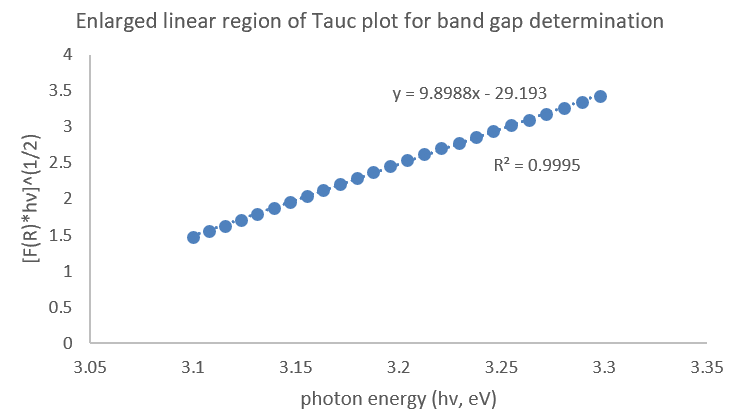 Enlarged linear region of Tauc plot for band gap determination
4
3.5
3
2.5
2
1.5
1
0.5
0
[F(R)*hv]^(1/2)
y = 9.8988x - 29.193
R² = 0.9995
3.05 3.1 3.15 3.2 3.25 3.3 3.35
photon energy (hv, eV)